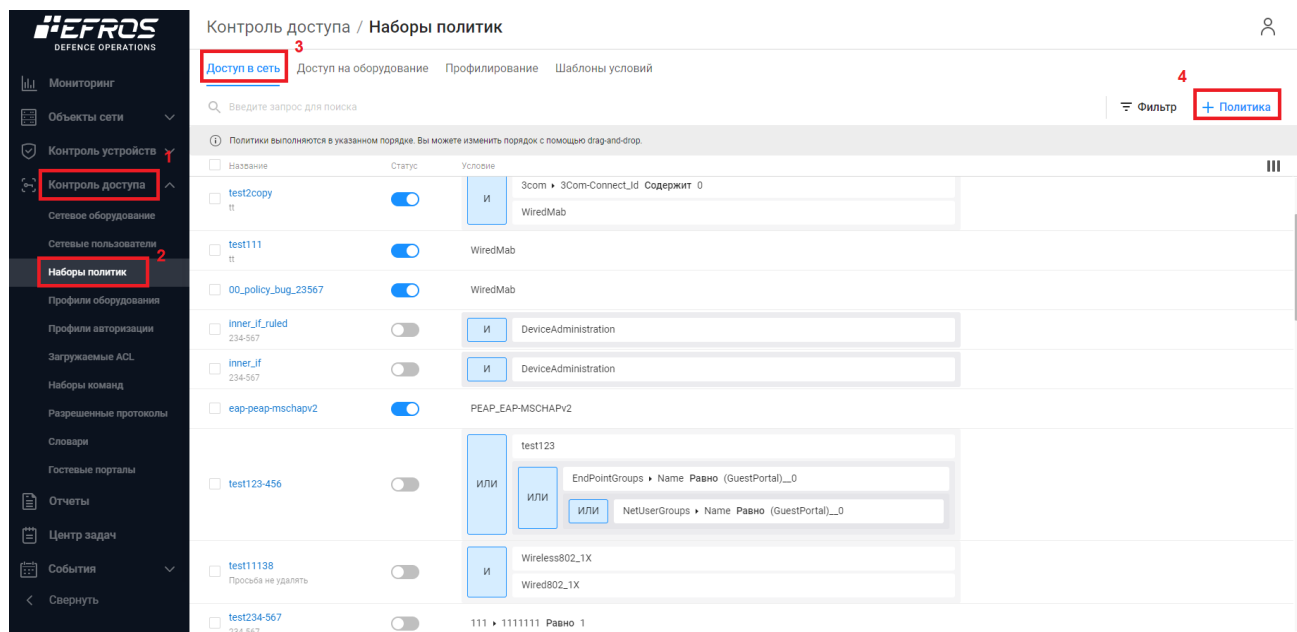 EFROS
DEFENCE OPERATIONS
Контроль доступа / Наборы политик
3
Доступ в сеть Доступ на оборудование Профилирование Шаблоны условий
4
Введите запрос для поиска
Фильтр
+ Политика
Политики выполняются в указанном порядке. Вы можете изменить порядок с помощью drag-and-drop.
Мониторинг
Объекты сети
Контроль устройств
1
Контроль доступа
Сетевое оборудование
Сетевые пользователи
2
Наборы политик
Профили оборудования
Профили авторизации
Загружаемые ACL
Наборы команд
Разрешенные протоколы
Словари
Гостевые порталы
Отчеты
Центр задач
События
Свернуть
Название Статус Условие
test2copy
tt
И
3com ▸ 3Com-Connect_Id Содержит 0
WiredMab
test111
tt
WiredMab
00_policy_bug_23567
WiredMab
inner_if_ruled
234-567
И
DeviceAdministration
inner_if
234-567
И
DeviceAdministration
eap-peap-mschapv2
PEAP_EAP-MSCHAPv2
test123-456
ИЛИ
test123
ИЛИ
EndPointGroups ▸ Name Равно (GuestPortal)__0
ИЛИ
NetUserGroups ▸ Name Равно (GuestPortal)__0
test11138
Просьба не удалять
И
Wireless802_1X
Wired802_1X
test234-567
234-567
111 ▸ 1111111 Равно 1